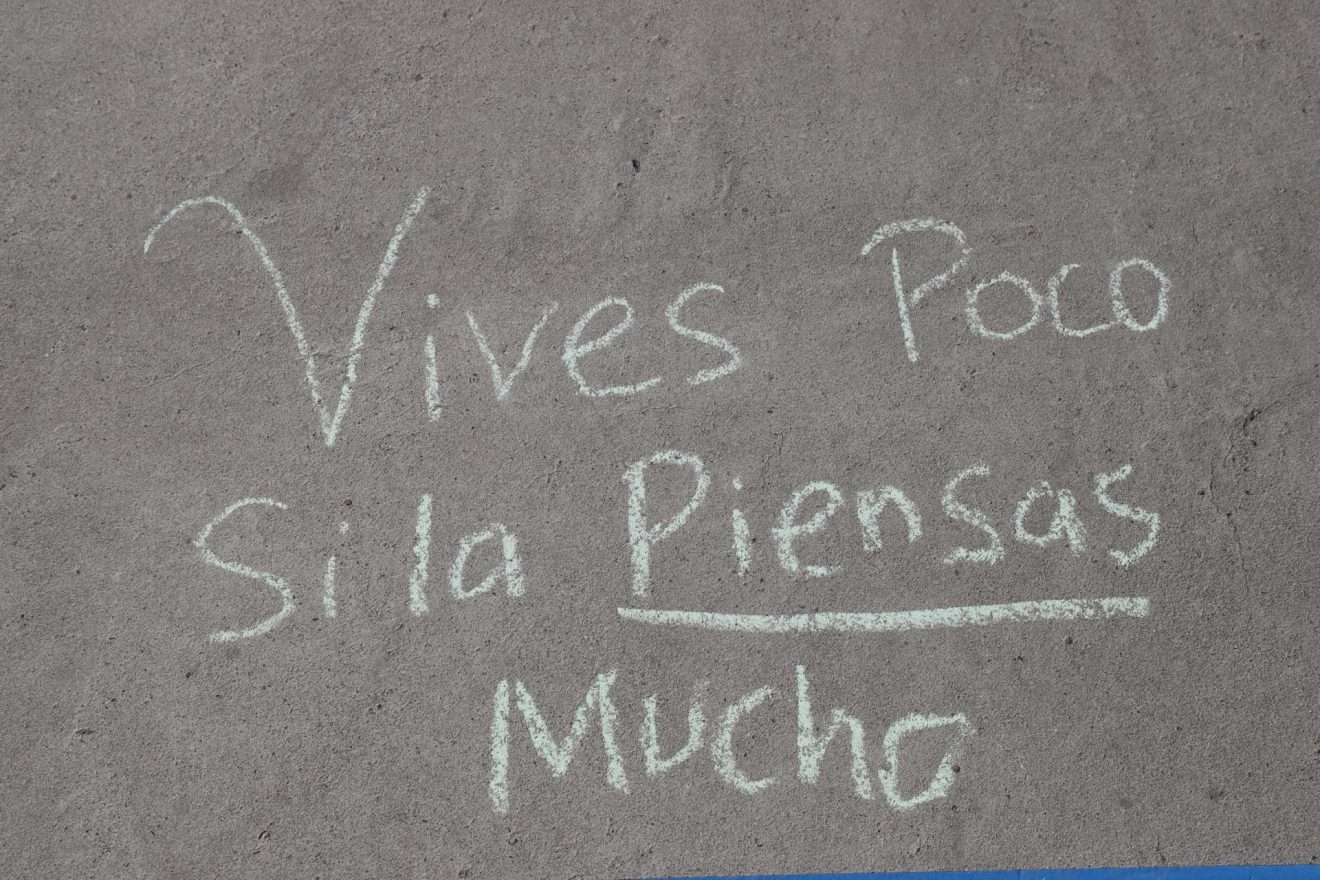 Vives Poco
Si la Piensas
Mucho